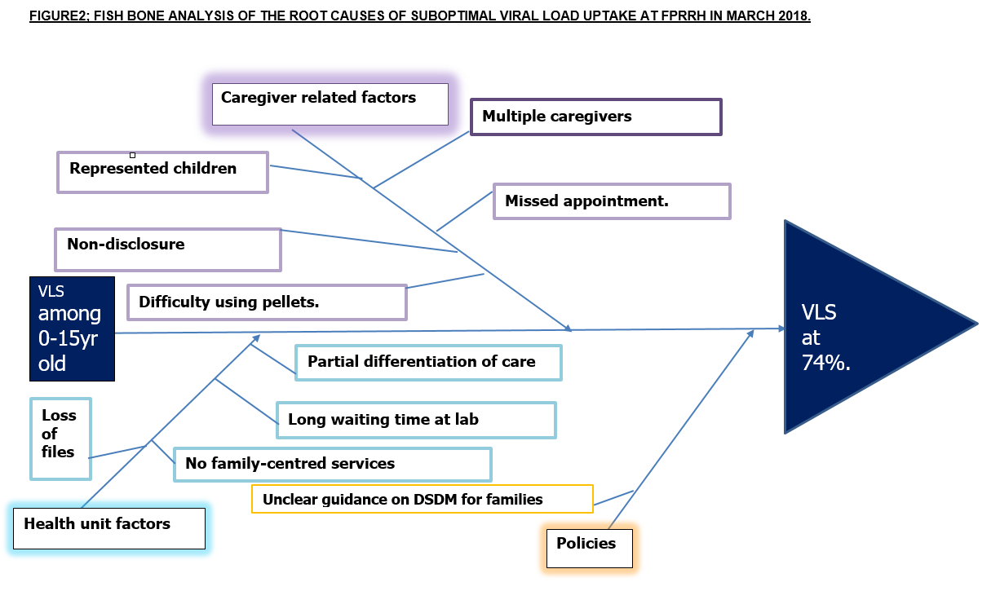 FIGURE2; FISH BONE ANALYSIS OF THE ROOT CAUSES OF SUBOPTIMAL VIRAL LOAD UPTAKE AT FPRRH IN MARCH 2018.
Caregiver related factors
Multiple caregivers
Represented children
Missed appointment.
Non-disclosure
Difficulty using pellets.
VLS
among
0-15yr
old
VLS
at
74%.
Partial differentiation of care
Long waiting time at lab
Loss
of
files
No family-centred services
Unclear guidance on DSDM for families
Health unit factors
Policies